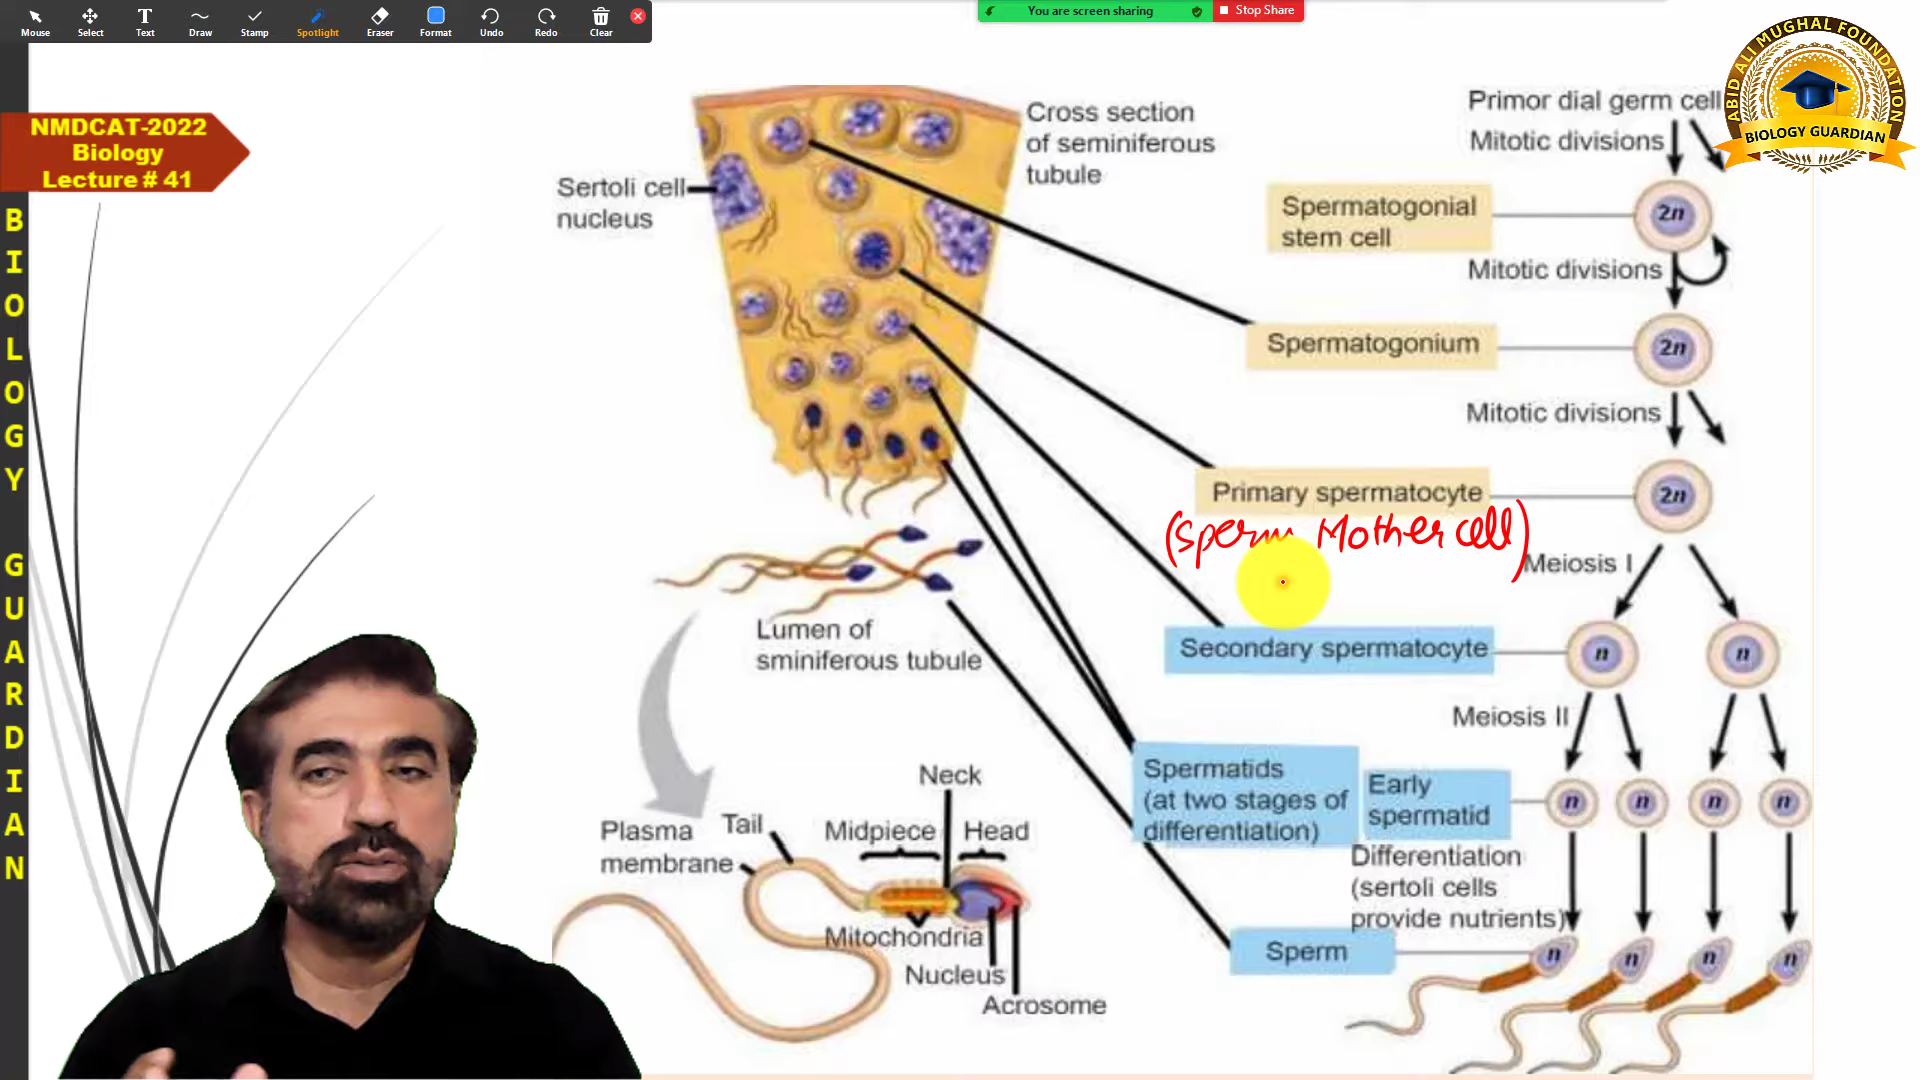 Mouse
Select
Text
Draw
Stamp
Spotlight
Eraser
Format
Undo
Redo
Clear
You are screen sharing
Stop Share
ABID ALI MUGHAL FOUNDATION
BIOLOGY GUARDIAN
NMDCAT-2022
Biology
Lecture # 41
BIOLOGY GUARDIAN
Cross section
of seminiferous
tubule
Sertoli cell
nucleus
Primor dial germ cell
Mitotic divisions
Spermatogonial
stem cell
2n
Mitotic divisions
Spermatogonium
2n
Mitotic divisions
Primary spermatocyte
2n
(Sperm Mother cell)
Meiosis I
Secondary spermatocyte
n
n
Meiosis II
Lumen of
sminiferous tubule
Spermatids
(at two stages of
differentiation)
Early
spermatid
n
n
n
n
Differentiation
(sertoli cells
provide nutrients)
Sperm
n
n
n
n
Neck
Plasma
membrane
Tail
Midpiece
Head
Mitochondria
Nucleus
Acrosome